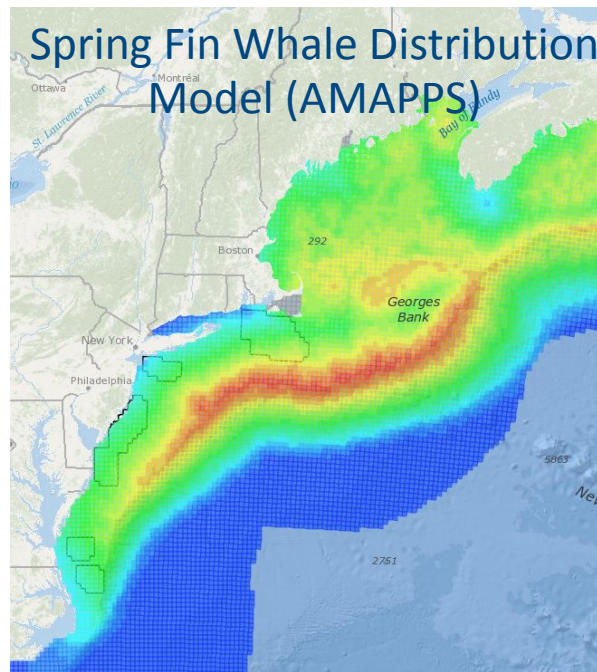 Spring Fin Whale Distribution
Model (AMAPPS)
Ottawa
Montréal
St-Lawrence River
Bay of Fundy
Boston
292
Georges
Bank
New York
Philadelphia
5863
2751